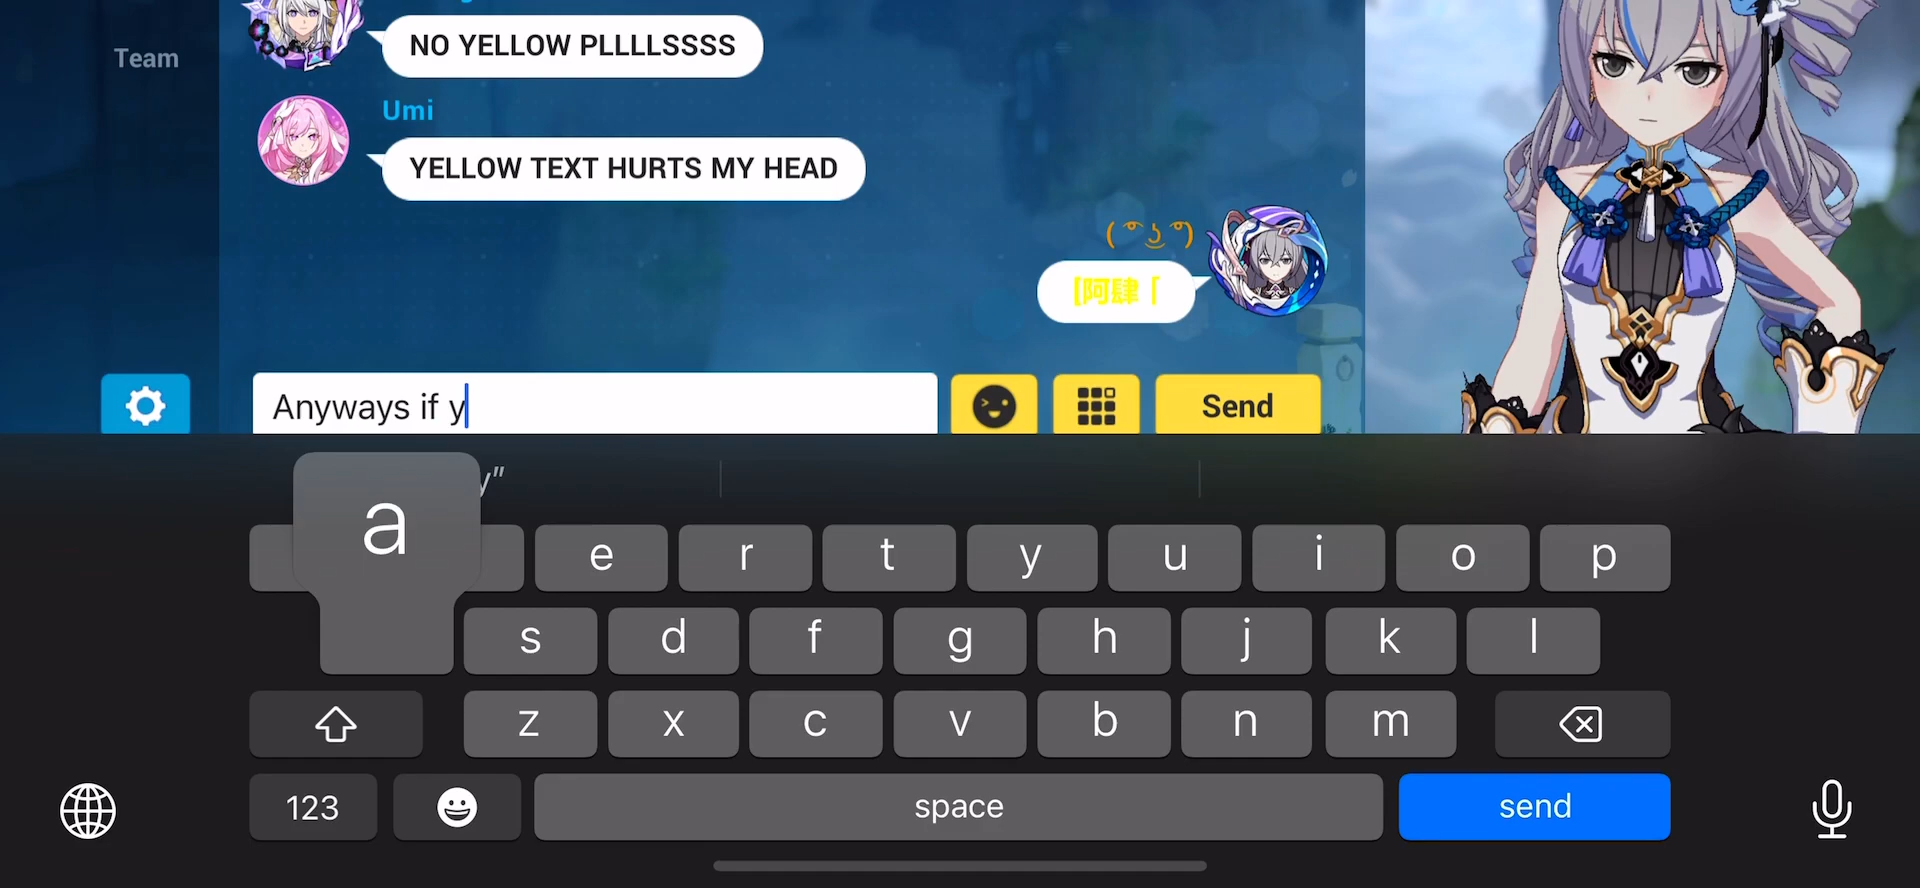 NO YELLOW PLLLLSSSS
Team
Umi
YELLOW TEXT HURTS MY HEAD
( ͡° ͜ʖ ͡°)
[阿肆「
Anyways if y
Send
y”
a
e r t y u i o p
s d f g h j k l
z x c v b n m
123
space
send